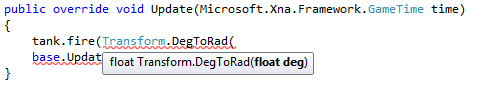 public override void Update(Microsoft.Xna.Framework.GameTime time)
{
tank.fire(Transform.DegToRad(
base.Updat
float Transform.DegToRad(float deg)
}